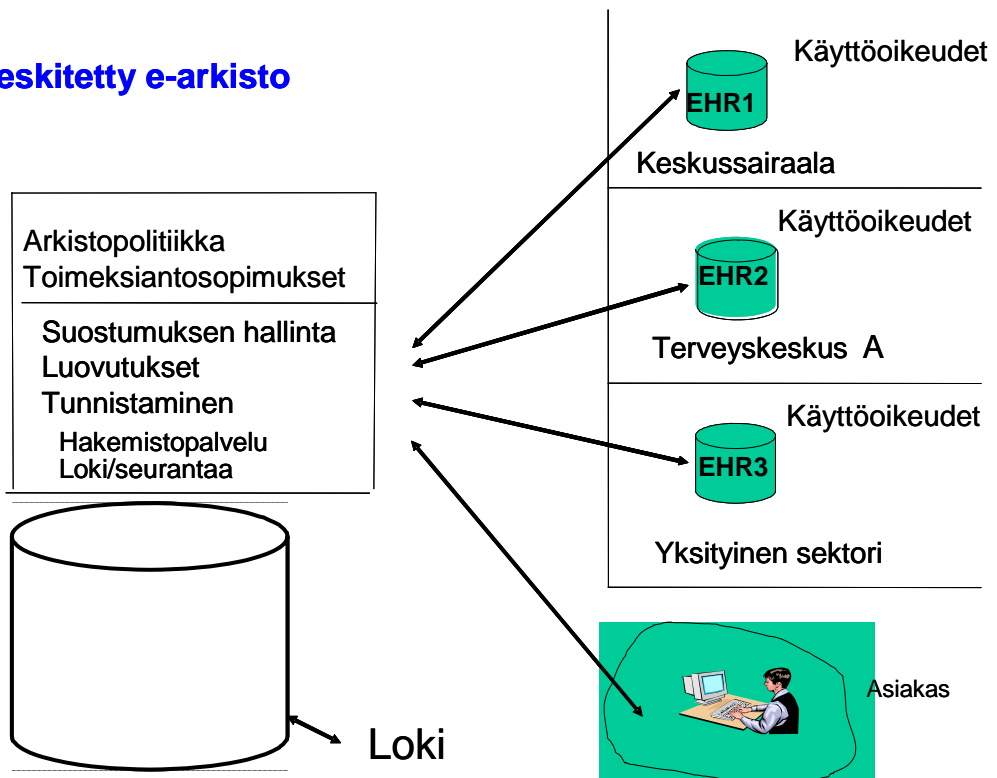 eskitetty e-arkisto
Arkistopolitiikka
Toimeksiantosopimukset
Suostumuksen hallinta
Luovutukset
Tunnistaminen
Hakemistopalvelu
Loki/seurantaa
Loki
Käyttöoikeudet
EHR1
Keskussairaala
Käyttöoikeudet
EHR2
Terveyskeskus A
Käyttöoikeudet
EHR3
Yksityinen sektori
Asiakas